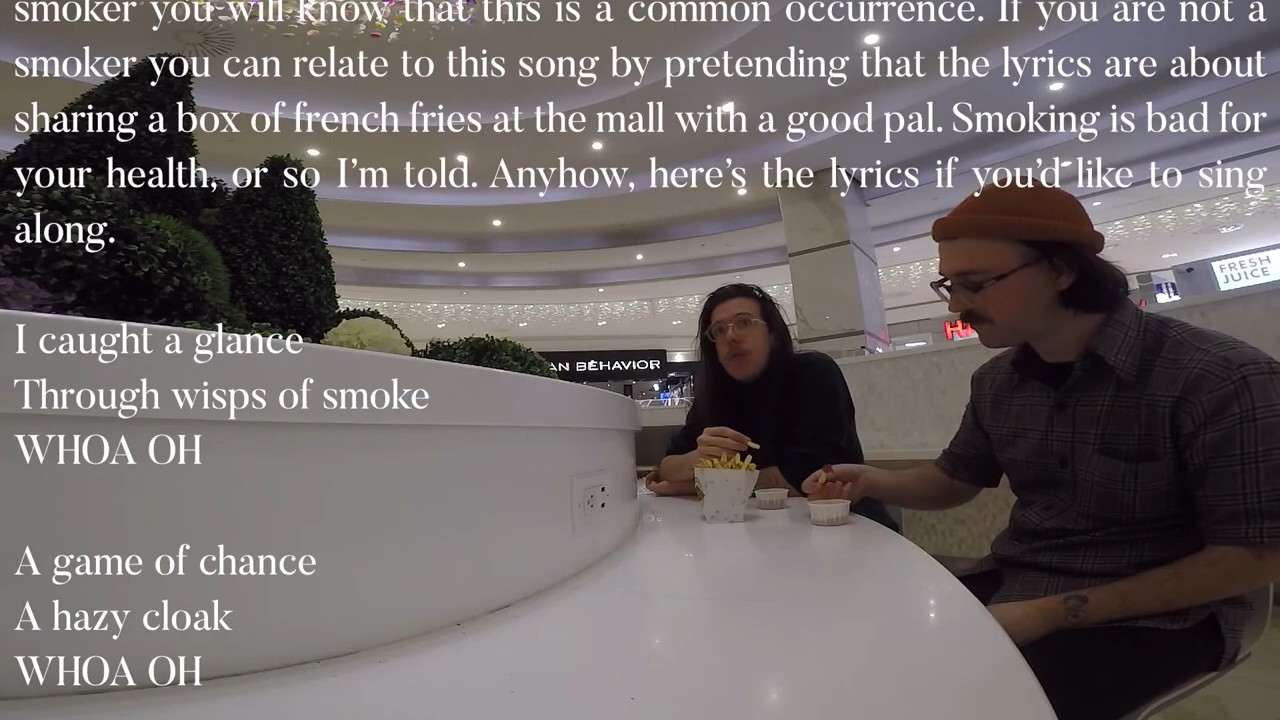 smoker you will know that this is a common occurrence. If you are not a
smoker you can relate to this song by pretending that the lyrics are about
sharing a box of french fries at the mall with a good pal. Smoking is bad for
your health, or so I'm told. Anyhow, here's the lyrics if you'd like to sing
along.
I caught a glance
Through wisps of smoke
WHOA OH
A game of chance
A hazy cloak
WHOA OH
AN BEHAVIOR
FRESH
JUICE